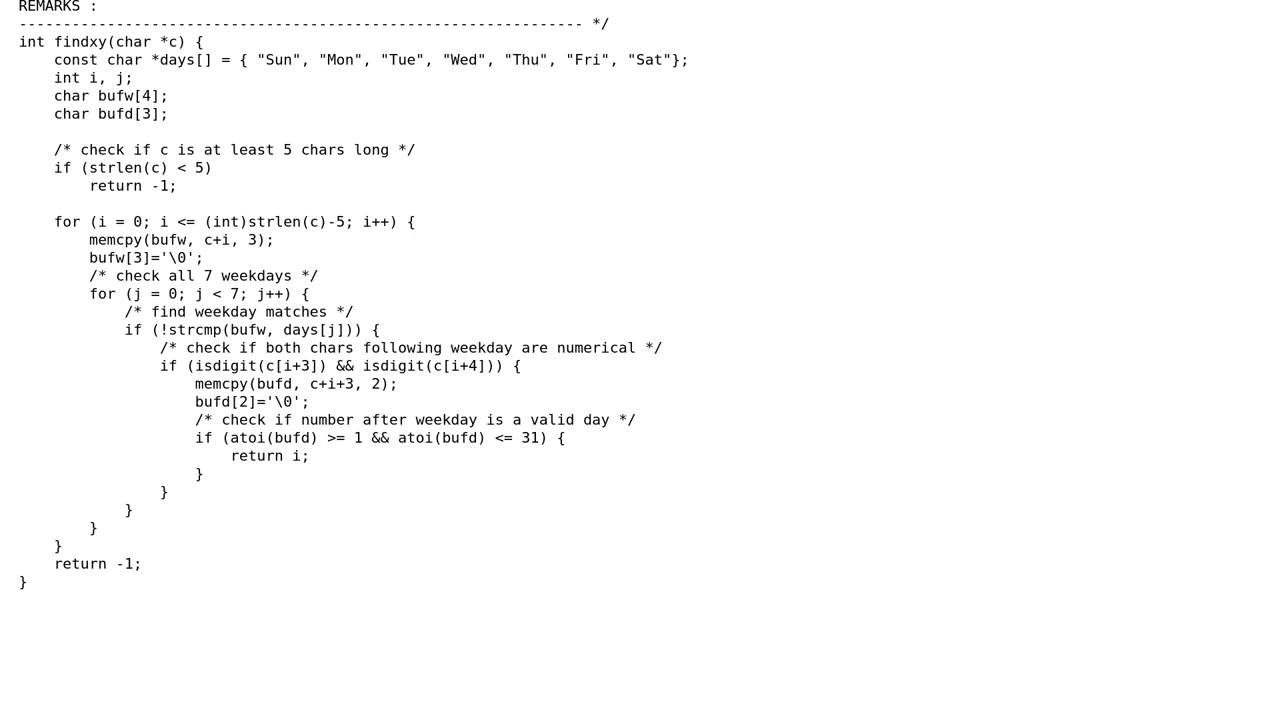 REMARKS :
---------------------------------------------------------------- */
int findxy(char *c) {
    const char *days[] = { "Sun", "Mon", "Tue", "Wed", "Thu", "Fri", "Sat"};
    int i, j;
    char bufw[4];
    char bufd[3];

    /* check if c is at least 5 chars long */
    if (strlen(c) < 5)
        return -1;

    for (i = 0; i <= (int)strlen(c)-5; i++) {
        memcpy(bufw, c+i, 3);
        bufw[3]='\0';
        /* check all 7 weekdays */
        for (j = 0; j < 7; j++) {
            /* find weekday matches */
            if (!strcmp(bufw, days[j])) {
                /* check if both chars following weekday are numerical */
                if (isdigit(c[i+3]) && isdigit(c[i+4])) {
                    memcpy(bufd, c+i+3, 2);
                    bufd[2]='\0';
                    /* check if number after weekday is a valid day */
                    if (atoi(bufd) >= 1 && atoi(bufd) <= 31) {
                        return i;
                    }
                }
            }
        }
    }
    return -1;
}